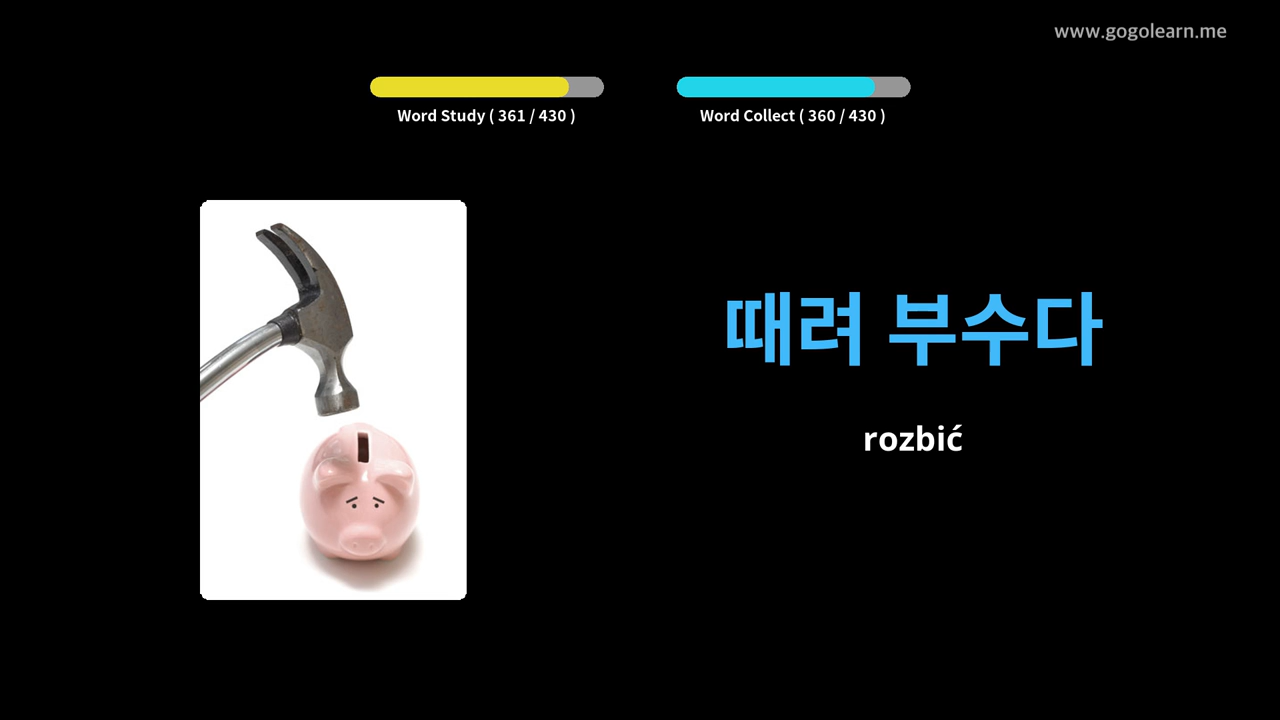 www.gogolearn.me
Word Study ( 361 / 430 )
Word Collect ( 360 / 430 )
때려 부수다
rozbić